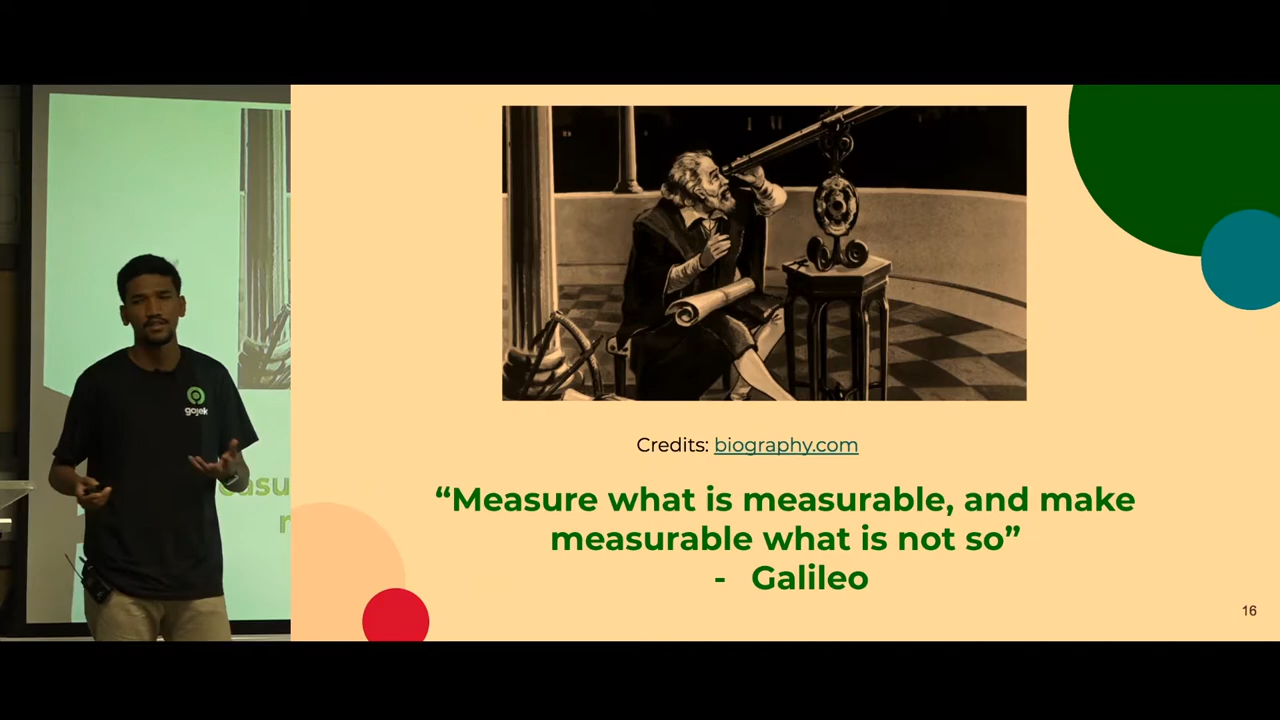 gojek
Credits: biography.com
“Measure what is measurable, and make
measurable what is not so”
- Galileo
16